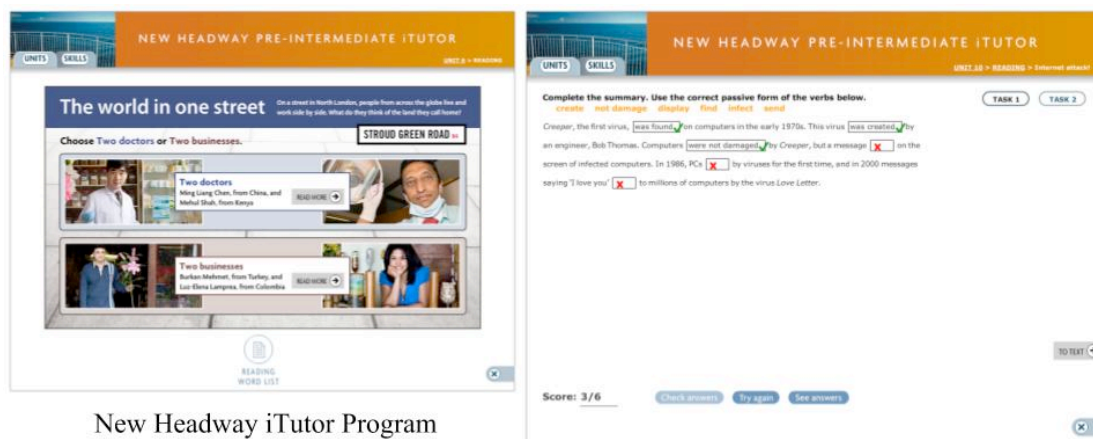 NEW HEADWAY PRE-INTERMEDIATE iTUTOR
UNITS SKILLS
UNIT 8 > READING
The world in one street
On a street in North London, people from across the globe live and
work side by side. What do they think of the land they call home?
Choose Two doctors or Two businesses.
STROUD GREEN ROAD N4
Two doctors
Ming Liang Chen, from China, and
Mehul Shah, from Kenya
READ MORE
Two businesses
Burkan Mehmet, from Turkey, and
Luz-Elena Lamprea, from Colombia
READ MORE
READING
WORD LIST
New Headway iTutor Program
NEW HEADWAY PRE-INTERMEDIATE iTUTOR
UNITS SKILLS
UNIT 10 > READING > Internet attack!
Complete the summary. Use the correct passive form of the verbs below.
TASK 1 TASK 2
create not damage display find infect send
Creeper, the first virus, was found on computers in the early 1970s. This virus was created by
an engineer, Bob Thomas. Computers were not damaged by Creeper, but a message X on the
screen of infected computers. In 1986, PCs X by viruses for the first time, and in 2000 messages
saying 'I love you' X to millions of computers by the virus Love Letter.
TO TEXT
Score: 3/6
Check answers Try again See answers